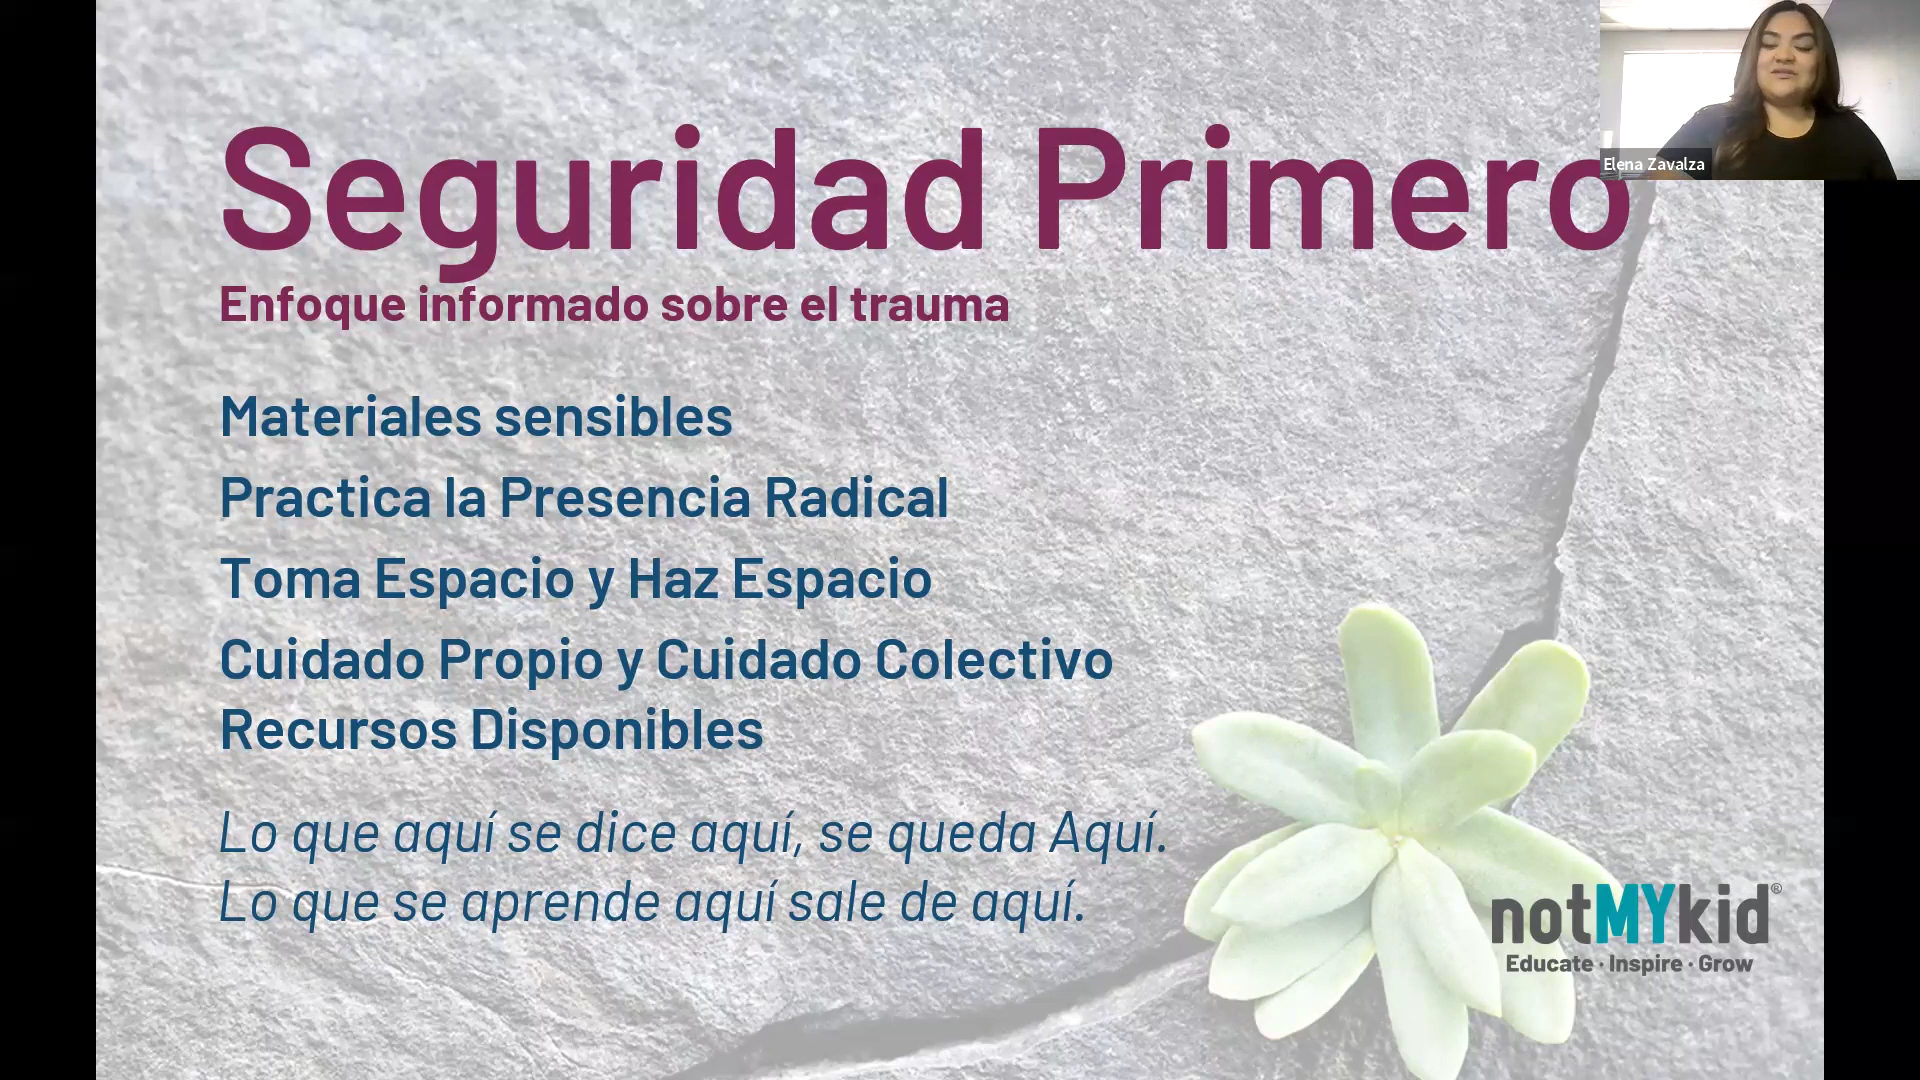 Seguridad Primero
Elena Zavalza
Enfoque informado sobre el trauma
Materiales sensibles
Practica la Presencia Radical
Toma Espacio y Haz Espacio
Cuidado Propio y Cuidado Colectivo
Recursos Disponibles
Lo que aquí se dice aquí, se queda Aquí.
Lo que se aprende aquí sale de aquí.
notMYkid®
Educate · Inspire · Grow